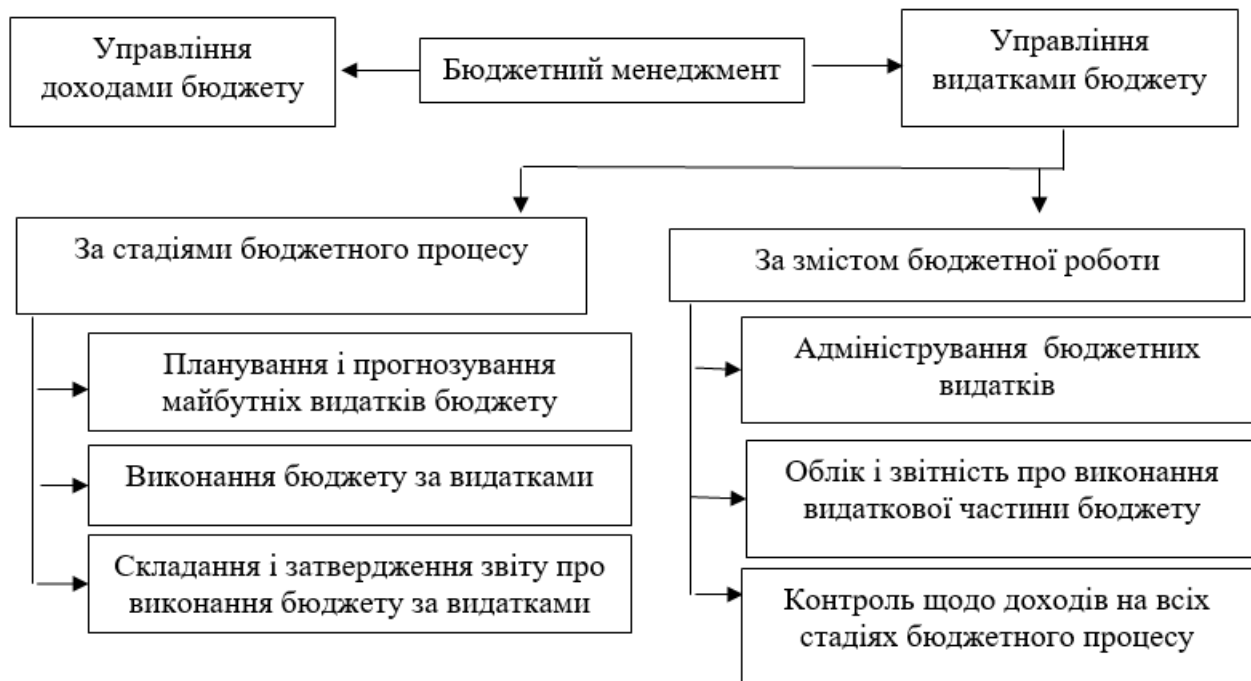 Управління
доходами бюджету
Бюджетний менеджмент
Управління
видатками бюджету
За стадіями бюджетного процесу
Планування і прогнозування
майбутніх видатків бюджету
Виконання бюджету за видатками
Складання і затвердження звіту про
виконання бюджету за видатками
За змістом бюджетної роботи
Адміністрування бюджетних
видатків
Облік і звітність про виконання
видаткової частини бюджету
Контроль щодо доходів на всіх
стадіях бюджетного процесу